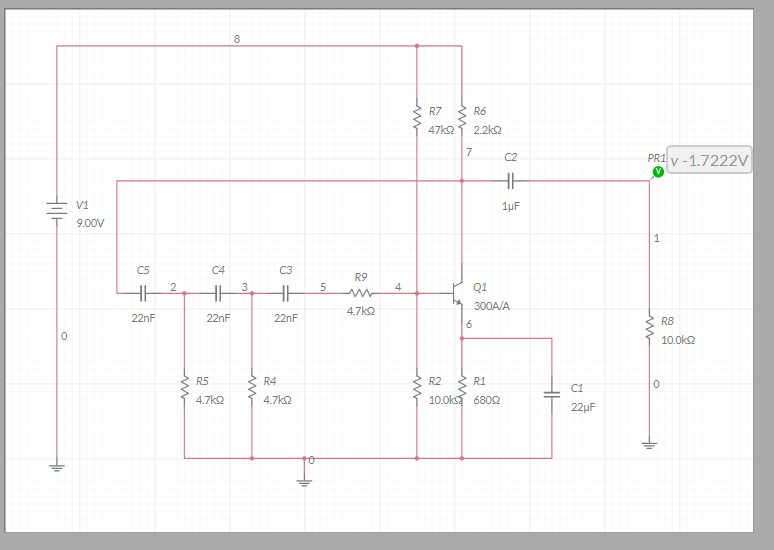 8
R7
R6
47kΩ
2.2kΩ
7
C2
PR1
V
v -1.7222V
1µF
V1
9.00V
1
C5
C4
C3
R9
2
3
5
4
Q1
22nF
22nF
22nF
4.7kΩ
300A/A
6
0
R8
10.0kΩ
R5
R4
R2
R1
C1
0
4.7kΩ
4.7kΩ
10.0kΩ
680Ω
22µF
0